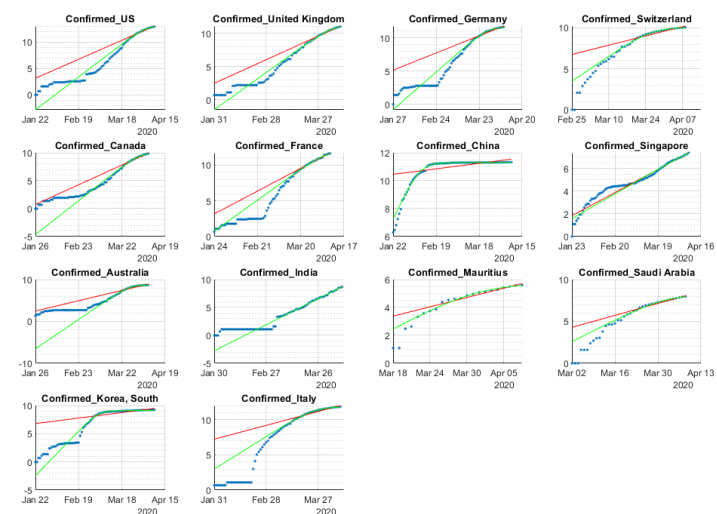 Confirmed_US
10
5
0
Jan 22 Feb 19 Mar 18 Apr 15
2020
Confirmed_United Kingdom
10
5
0
Jan 31 Feb 28 Mar 27
2020
Confirmed_Germany
10
5
0
Jan 27 Feb 24 Mar 23 Apr 20
2020
Confirmed_Switzerland
10
5
0
Feb 25 Mar 10 Mar 24 Apr 07
2020
Confirmed_Canada
10
5
0
-5
Jan 26 Feb 23 Mar 22 Apr 19
2020
Confirmed_France
10
5
0
Jan 24 Feb 21 Mar 20 Apr 17
2020
Confirmed_China
12
10
8
6
Jan 22 Feb 19 Mar 18 Apr 15
2020
Confirmed_Singapore
6
4
2
0
Jan 23 Feb 20 Mar 19 Apr 16
2020
Confirmed_Australia
10
0
-10
Jan 26 Feb 23 Mar 22 Apr 19
2020
Confirmed_India
10
5
0
-5
Jan 30 Feb 27 Mar 26
2020
Confirmed_Mauritius
6
4
2
0
Mar 18 Mar 24 Mar 30 Apr 05
2020
Confirmed_Saudi Arabia
10
5
0
Mar 02 Mar 16 Mar 30 Apr 13
2020
Confirmed_Korea, South
10
5
0
-5
Jan 22 Feb 19 Mar 18 Apr 15
2020
Confirmed_Italy
10
5
0
Jan 31 Feb 28 Mar 27
2020